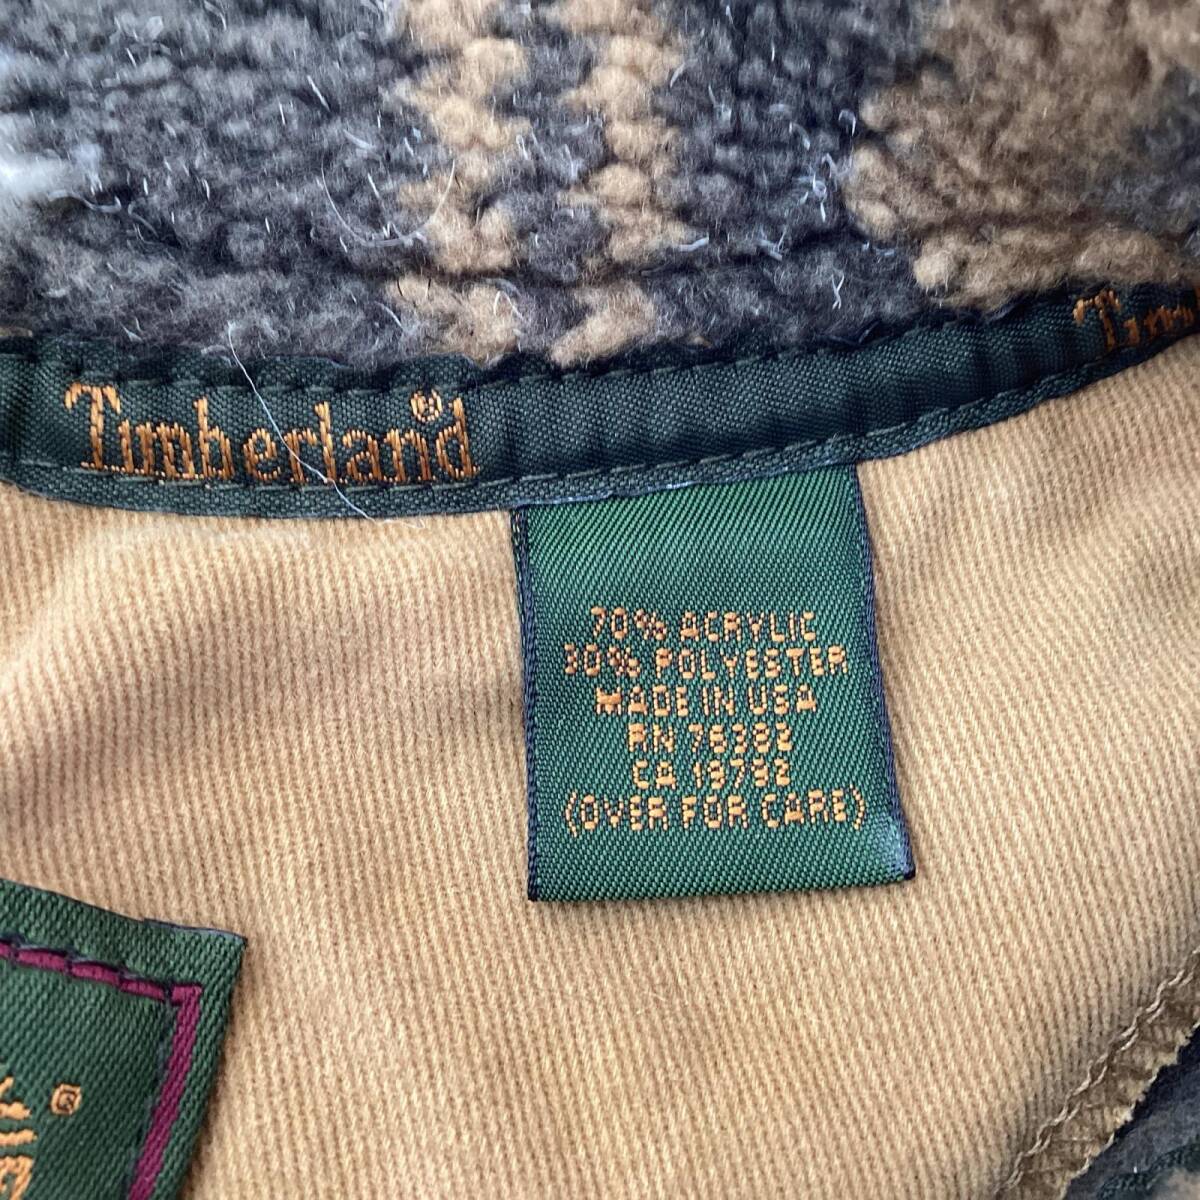 Timberland®
70% ACRYLIC
30% POLYESTER
MADE IN USA
RN 76382
CA 19792
(OVER FOR CARE)